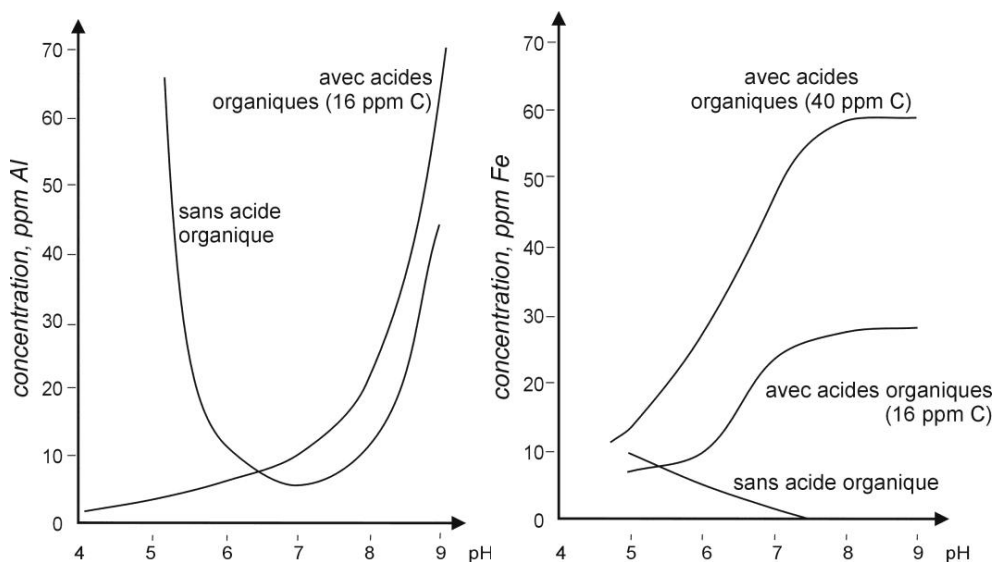 concentration, ppm Al
70
60
50
40
30
20
10
0
avec acides
organiques (16 ppm C)
sans acide
organique
4 5 6 7 8 9 pH
concentration, ppm Fe
70
60
50
40
30
20
10
0
avec acides
organiques (40 ppm C)
avec acides organiques
(16 ppm C)
sans acide organique
4 5 6 7 8 9 pH